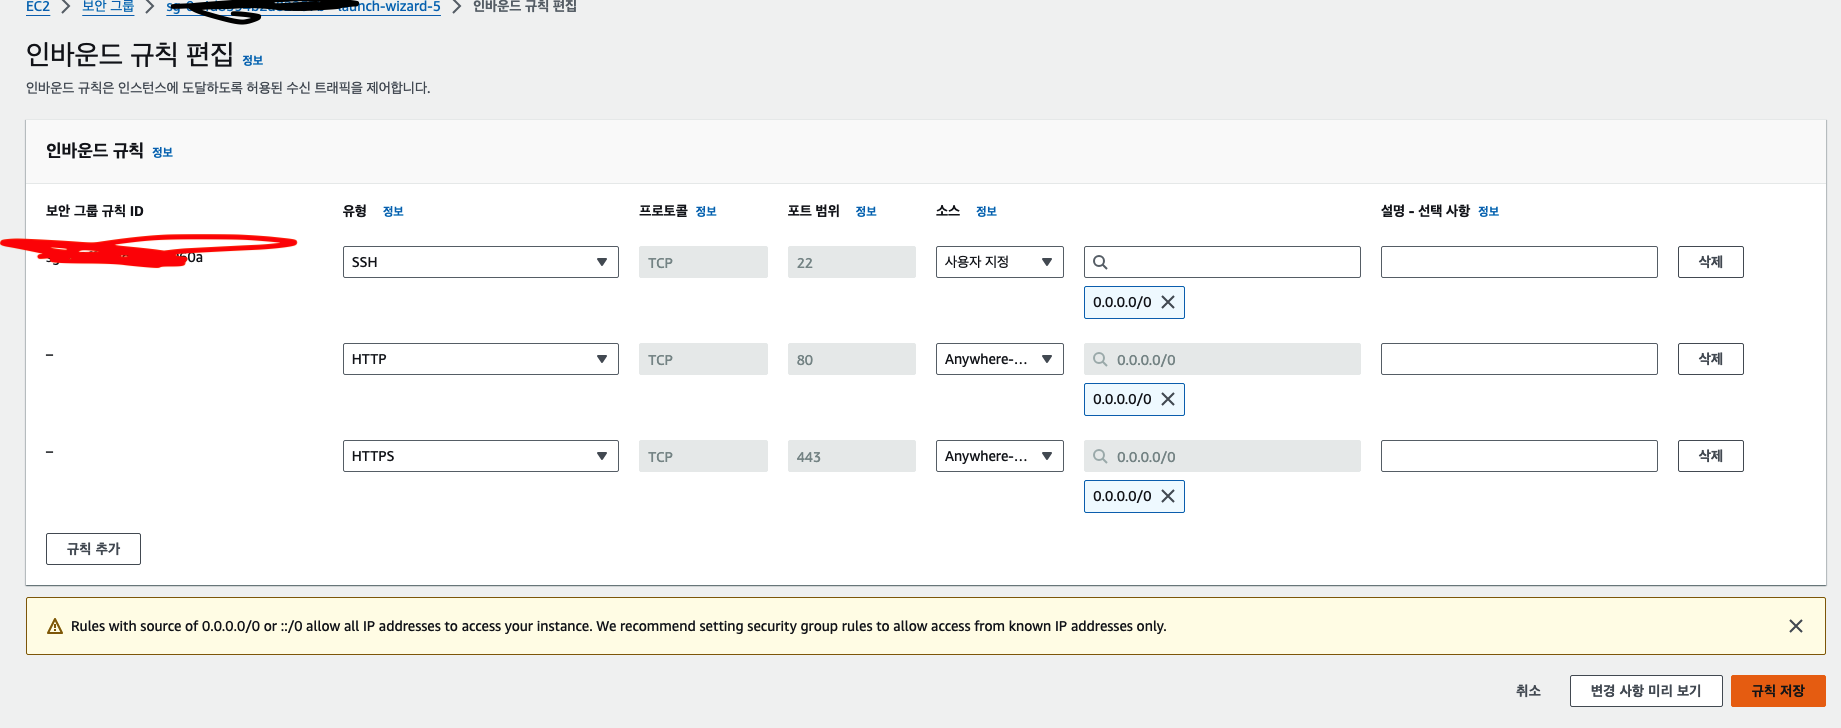 EC2 > 보안 그룹 > launch-wizard-5 > 인바운드 규칙 편집
인바운드 규칙 편집 정보
인바운드 규칙은 인스턴스에 도달하도록 허용된 수신 트래픽을 제어합니다.
인바운드 규칙 정보
보안 그룹 규칙 ID 유형 정보 프로토콜 정보 포트 범위 정보 소스 정보 설명 - 선택 사항 정보
SSH TCP 22 사용자 지정 삭제
0.0.0.0/0
– HTTP TCP 80 Anywhere-... 0.0.0.0/0 삭제
0.0.0.0/0
– HTTPS TCP 443 Anywhere-... 0.0.0.0/0 삭제
0.0.0.0/0
규칙 추가
Rules with source of 0.0.0.0/0 or ::/0 allow all IP addresses to access your instance. We recommend setting security group rules to allow access from known IP addresses only.
취소 변경 사항 미리 보기 규칙 저장